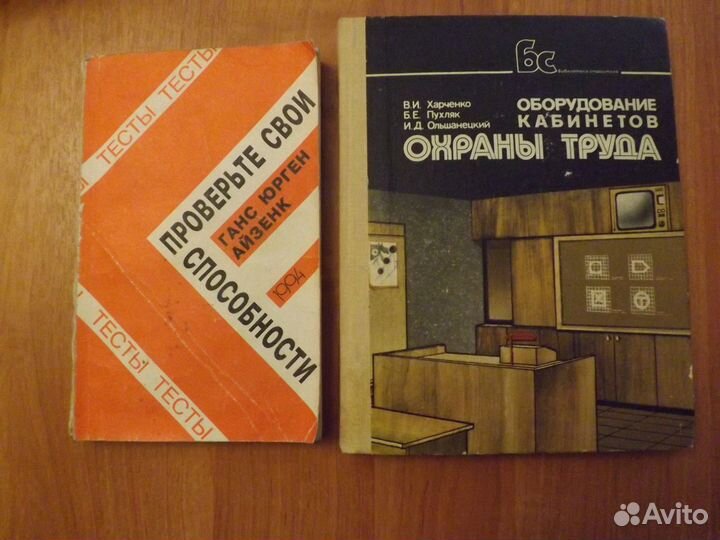 ТЕСТЫ ТЕСТЫ ТЕСТЫ
ПРОВЕРЬТЕ СВОИ
ГАНС ЮРГЕН
АЙЗЕНК
1994
СПОСОБНОСТИ
ТЕСТЫ ТЕСТЫ
Бс
В.И. Харченко
Б.Е. Пухляк
И.Д. Ольшанецкий
ОБОРУДОВАНИЕ
КАБИНЕТОВ
ОХРАНЫ ТРУДА
Avito